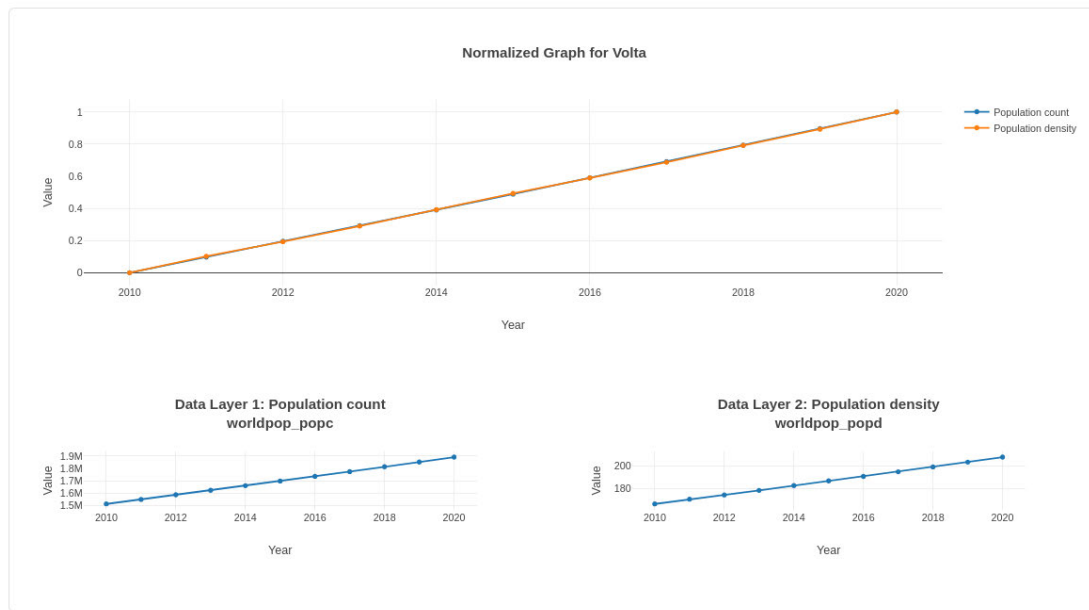 Normalized Graph for Volta
Population count
Population density
Value
1
0.8
0.6
0.4
0.2
0
2010 2012 2014 2016 2018 2020
Year
Data Layer 1: Population count
worldpop_popc
Value
1.9M
1.8M
1.7M
1.6M
1.5M
2010 2012 2014 2016 2018 2020
Year
Data Layer 2: Population density
worldpop_popd
Value
200
180
2010 2012 2014 2016 2018 2020
Year